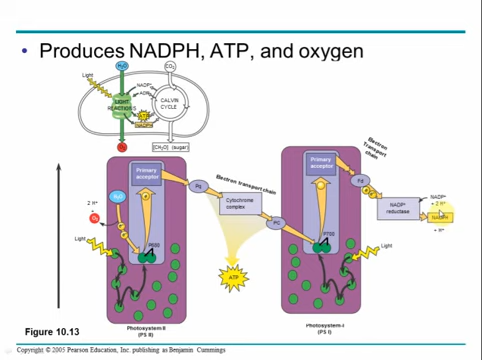 • Produces NADPH, ATP, and oxygen
H₂O
CO₂
Light
NADP⁺
ADP
LIGHT
REACTIONS
CALVIN
CYCLE
ATP
NADPH
O₂
[CH₂O] (sugar)
Primary
acceptor
Pq
Electron transport chain
Cytochrome
complex
PC
Primary
acceptor
Electron
Transport
chain
Fd
NADP⁺
reductase
NADP⁺
+ 2 H⁺
NADPH
+ H⁺
H₂O
2 H⁺
O₂
e⁻
e⁻
Light
P680
P700
Light
ATP
Figure 10.13
Photosystem-II
(PS II)
Photosystem-I
(PS I)
Copyright © 2005 Pearson Education, Inc. publishing as Benjamin Cummings